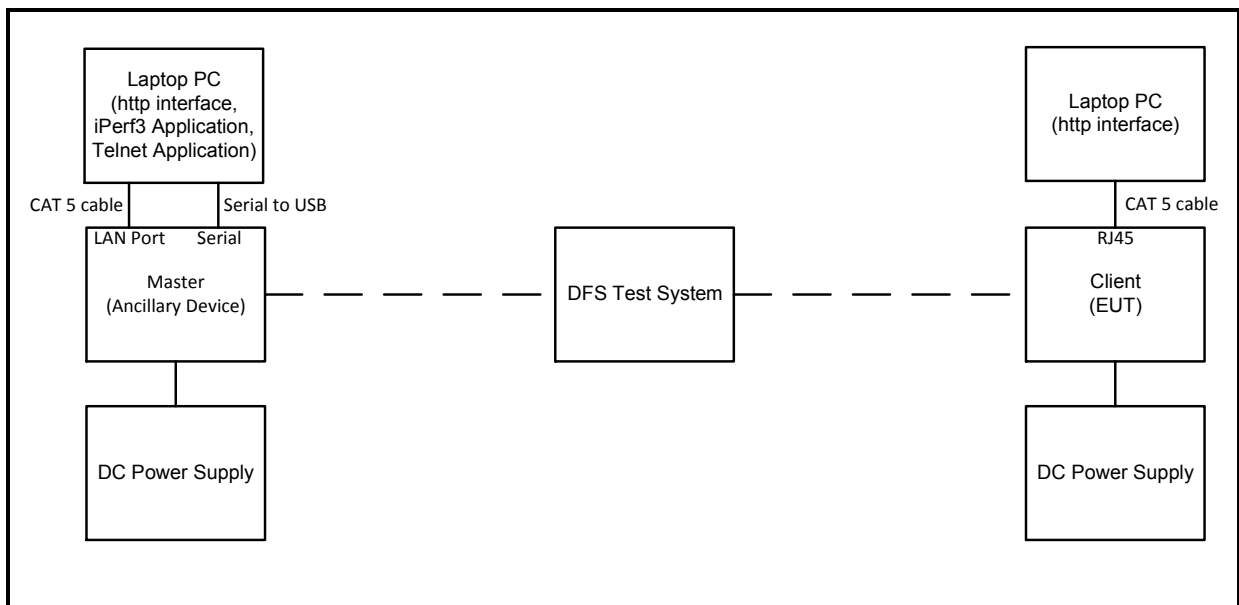 Laptop PC
(http interface,
iPerf3 Application,
Telnet Application)
Laptop PC
(http interface)
CAT 5 cable
Serial to USB
CAT 5 cable
LAN Port
Serial
RJ45
Master
(Ancillary Device)
DFS Test System
Client
(EUT)
DC Power Supply
DC Power Supply